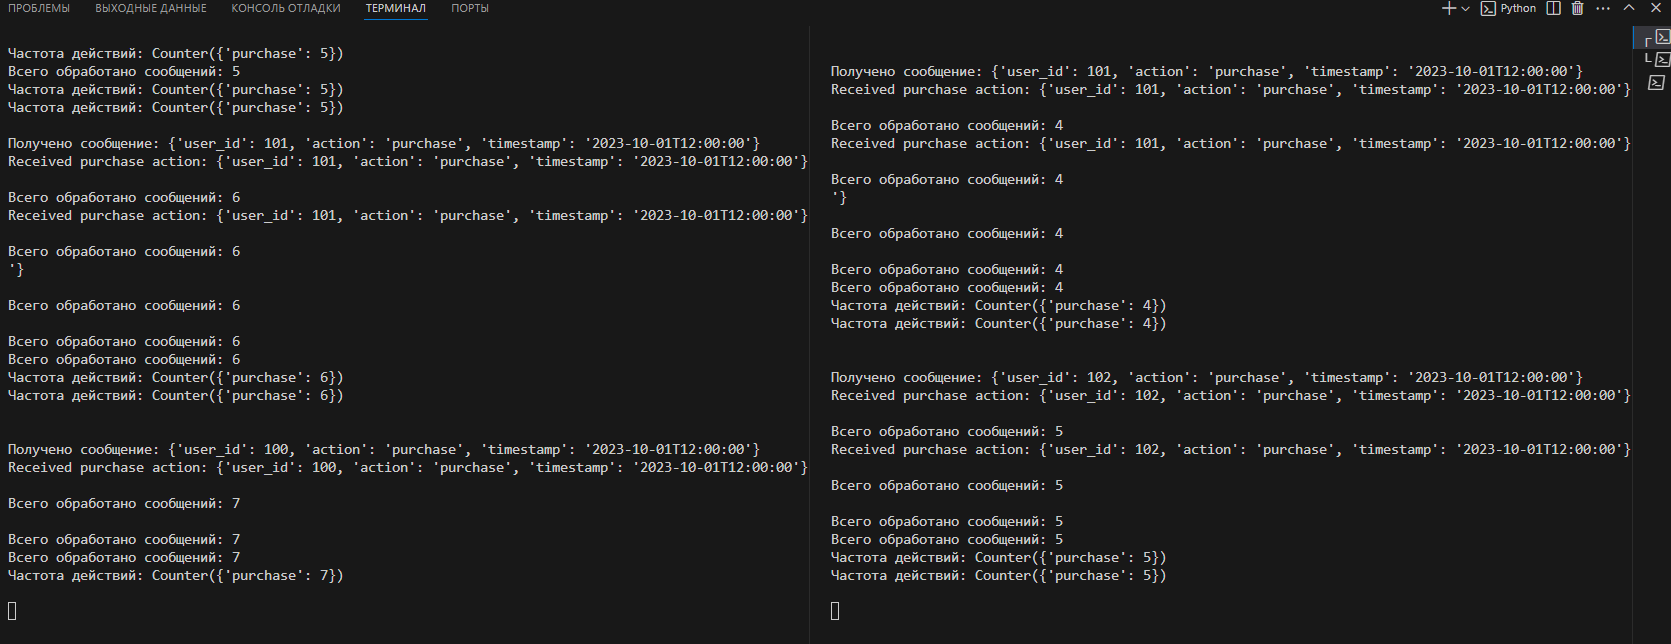 ПРОБЛЕМЫ ВЫХОДНЫЕ ДАННЫЕ КОНСОЛЬ ОТЛАДКИ ТЕРМИНАЛ ПОРТЫ
Python
Частота действий: Counter({'purchase': 5})
Всего обработано сообщений: 5
Частота действий: Counter({'purchase': 5})
Частота действий: Counter({'purchase': 5})
Получено сообщение: {'user_id': 101, 'action': 'purchase', 'timestamp': '2023-10-01T12:00:00'}
Received purchase action: {'user_id': 101, 'action': 'purchase', 'timestamp': '2023-10-01T12:00:00'}
Всего обработано сообщений: 6
Received purchase action: {'user_id': 101, 'action': 'purchase', 'timestamp': '2023-10-01T12:00:00'}
Всего обработано сообщений: 6
'}
Всего обработано сообщений: 6
Всего обработано сообщений: 6
Всего обработано сообщений: 6
Частота действий: Counter({'purchase': 6})
Частота действий: Counter({'purchase': 6})
Получено сообщение: {'user_id': 100, 'action': 'purchase', 'timestamp': '2023-10-01T12:00:00'}
Received purchase action: {'user_id': 100, 'action': 'purchase', 'timestamp': '2023-10-01T12:00:00'}
Всего обработано сообщений: 7
Всего обработано сообщений: 7
Всего обработано сообщений: 7
Частота действий: Counter({'purchase': 7})
Получено сообщение: {'user_id': 101, 'action': 'purchase', 'timestamp': '2023-10-01T12:00:00'}
Received purchase action: {'user_id': 101, 'action': 'purchase', 'timestamp': '2023-10-01T12:00:00'}
Всего обработано сообщений: 4
Received purchase action: {'user_id': 101, 'action': 'purchase', 'timestamp': '2023-10-01T12:00:00'}
Всего обработано сообщений: 4
'}
Всего обработано сообщений: 4
Всего обработано сообщений: 4
Всего обработано сообщений: 4
Частота действий: Counter({'purchase': 4})
Частота действий: Counter({'purchase': 4})
Получено сообщение: {'user_id': 102, 'action': 'purchase', 'timestamp': '2023-10-01T12:00:00'}
Received purchase action: {'user_id': 102, 'action': 'purchase', 'timestamp': '2023-10-01T12:00:00'}
Всего обработано сообщений: 5
Received purchase action: {'user_id': 102, 'action': 'purchase', 'timestamp': '2023-10-01T12:00:00'}
Всего обработано сообщений: 5
Всего обработано сообщений: 5
Всего обработано сообщений: 5
Частота действий: Counter({'purchase': 5})
Частота действий: Counter({'purchase': 5})